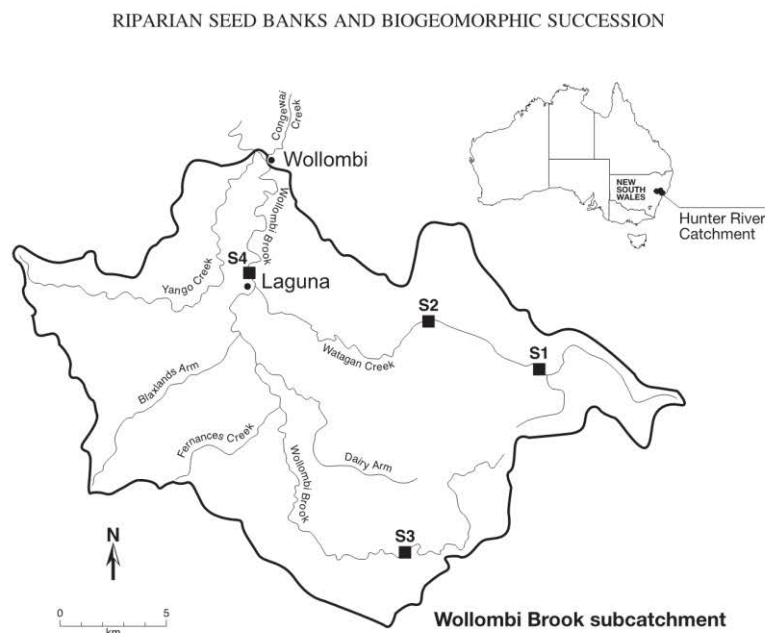 RIPARIAN SEED BANKS AND BIOGEOMORPHIC SUCCESSION
Congewai
Creek
Wollombi
Wollombi Brook
NEW
SOUTH
WALES
Hunter River
Catchment
S4
Laguna
Yango Creek
S2
S1
Watagan Creek
Blaxlands Arm
Fernances Creek
Wollombi Brook
Dairy Arm
S3
N
0 5
km
Wollombi Brook subcatchment